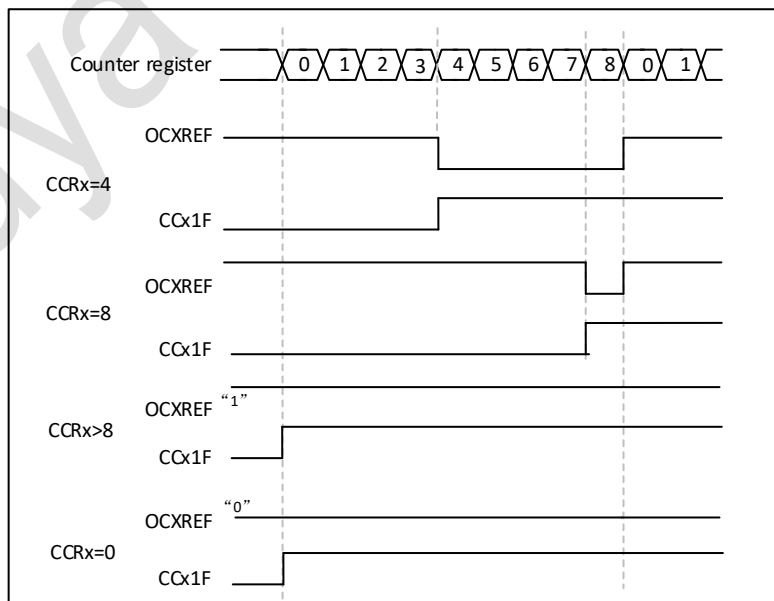 Counter register 0 1 2 3 4 5 6 7 8 0 1
OCXREF
CCRx=4
CCx1F
OCXREF
CCRx=8
CCx1F
OCXREF “1”
CCRx>8
CCx1F
OCXREF “0”
CCRx=0
CCx1F